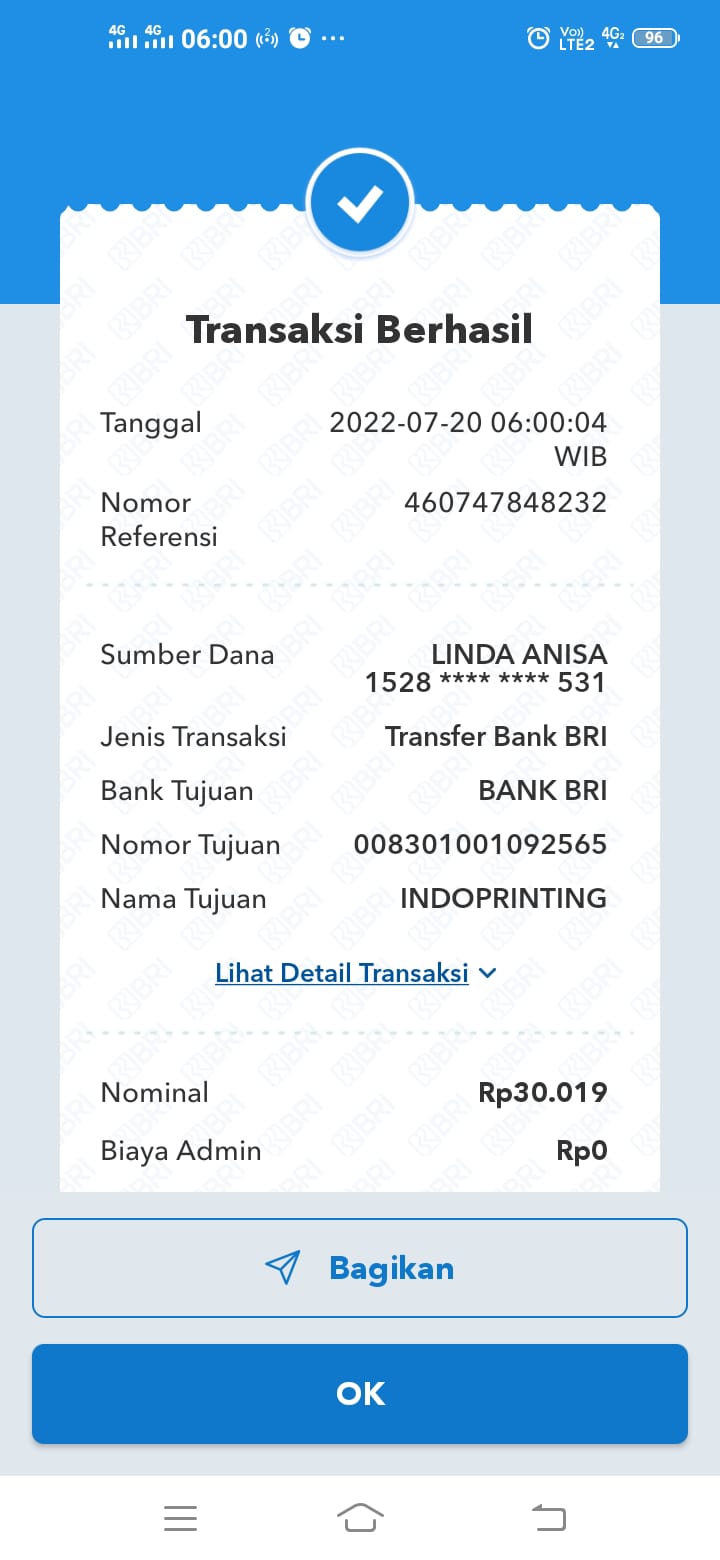 4G 4G 06:00 ... VoLTE2 4G2 96
Transaksi Berhasil
Tanggal 2022-07-20 06:00:04
WIB
Nomor 460747848232
Referensi
Sumber Dana LINDA ANISA
1528 **** **** 531
Jenis Transaksi Transfer Bank BRI
Bank Tujuan BANK BRI
Nomor Tujuan 008301001092565
Nama Tujuan INDOPRINTING
Lihat Detail Transaksi
Nominal Rp30.019
Biaya Admin Rp0
Bagikan
OK